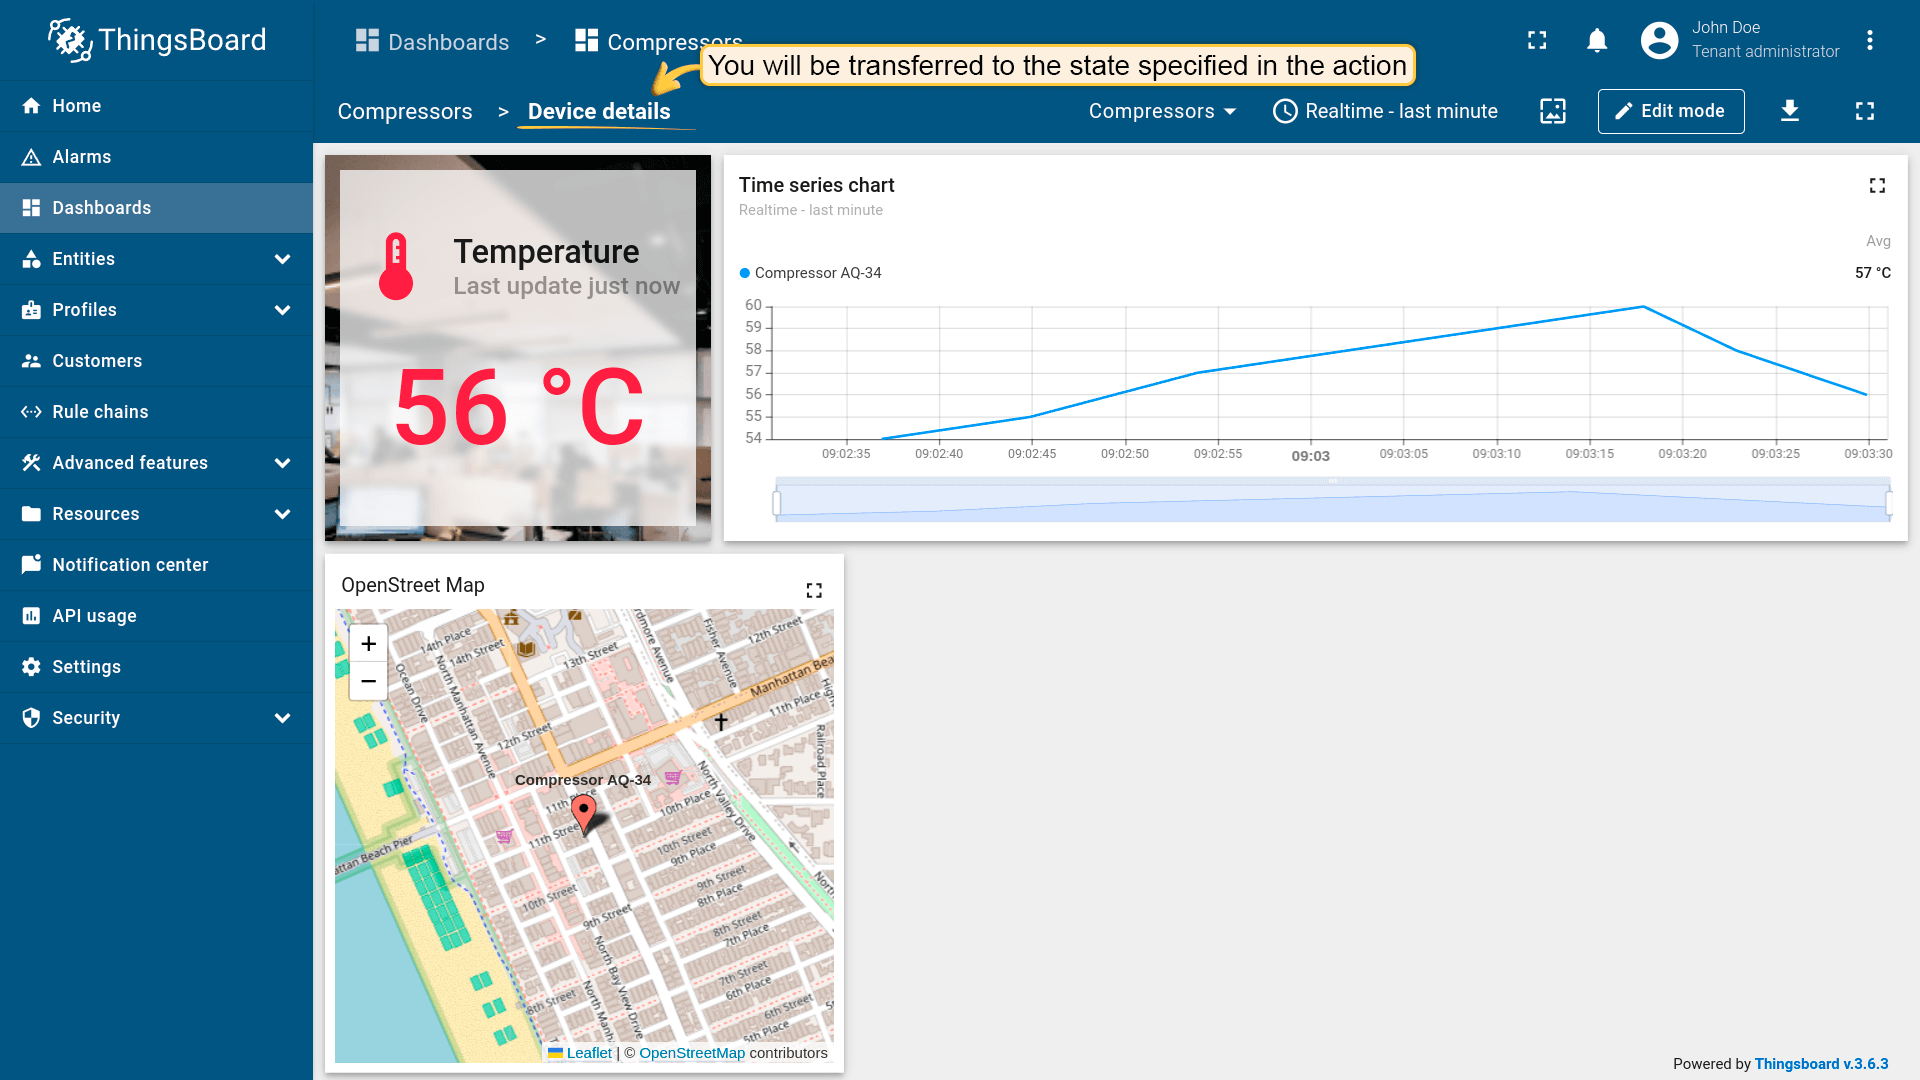 ThingsBoard
Dashboards > Compressors
John Doe
Tenant administrator
You will be transferred to the state specified in the action
Compressors > Device details
Compressors
Realtime - last minute
Edit mode
Home
Alarms
Dashboards
Entities
Profiles
Customers
Rule chains
Advanced features
Resources
Notification center
API usage
Settings
Security
Temperature
Last update just now
56 °C
Time series chart
Realtime - last minute
Avg
Compressor AQ-34
57 °C
60
59
58
57
56
55
54
09:02:35 09:02:40 09:02:45 09:02:50 09:02:55 09:03 09:03:05 09:03:10 09:03:15 09:03:20 09:03:25 09:03:30
OpenStreet Map
+
−
14th Place
14th Street
13th Street
Fisher Avenue
12th Street
Ocean Drive
North Manhattan Avenue
11th Place
12th Street
Railroad Place
Compressor AQ-34
11th Place
10th Place
North Valley Drive
11th Street
10th Street
9th Place
9th Street
8th Place
10th Street
9th Street
8th Street
7th Place
North Bay View Drive
7th Street
6th Place
8th Street
6th Street
5th Place
Leaflet | © OpenStreetMap contributors
Powered by Thingsboard v.3.6.3